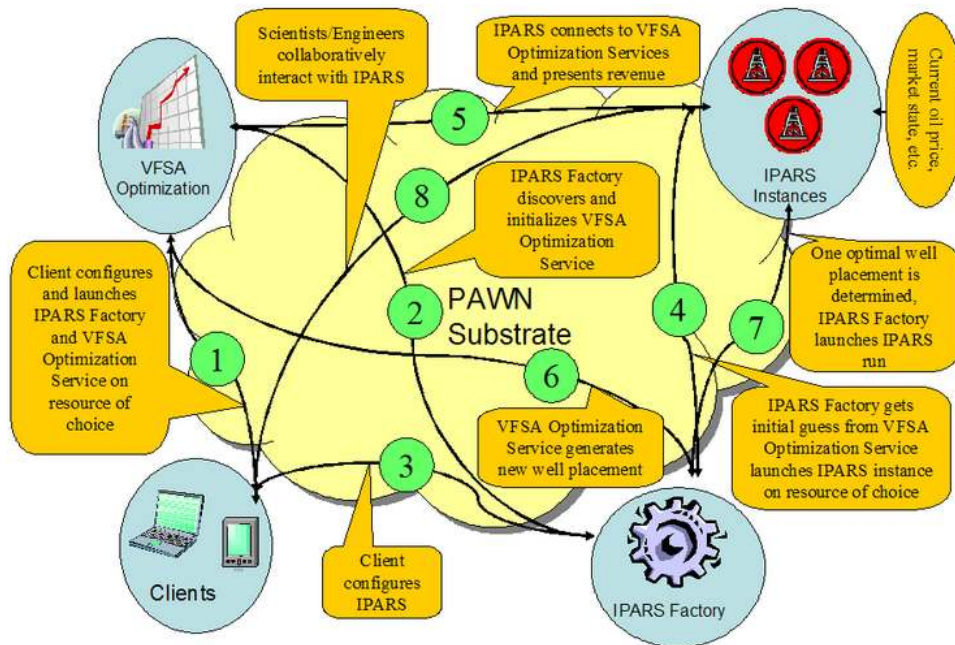 Scientists/Engineers
collaboratively
interact with IPARS
IPARS connects to VFSA
Optimization Services
and presents revenue
Current oil price,
market state, etc.
VFSA
Optimization
5
IPARS
Instances
8
IPARS Factory
discovers and
initializes VFSA
Optimization
Service
Client configures
and launches
IPARS Factory
and VFSA
Optimization
Service on
resource of
choice
One optimal well
placement is
determined,
IPARS Factory
launches IPARS
run
PAWN
Substrate
2
4
7
1
6
VFSA Optimization
Service generates
new well placement
IPARS Factory gets
initial guess from VFSA
Optimization Service
launches IPARS instance
on resource of choice
3
Clients
Client
configures
IPARS
IPARS Factory